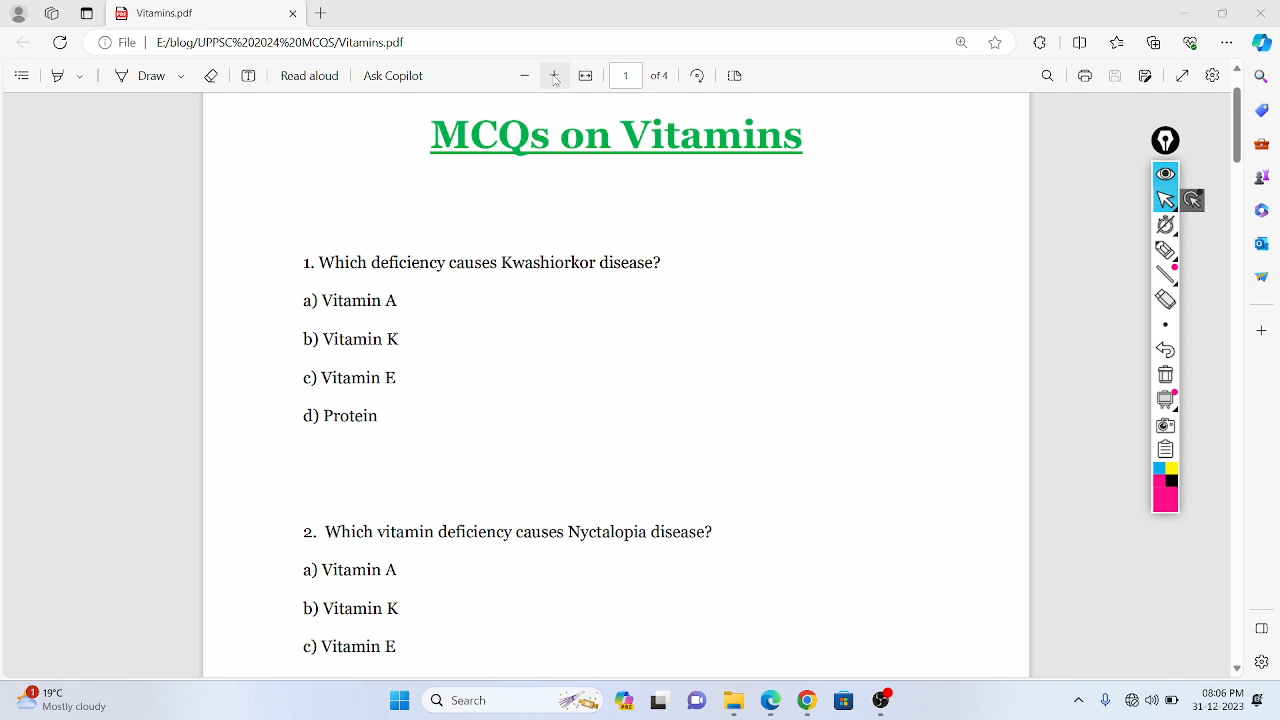 Vitamins.pdf
File
E:/blog/UPPSC%202024%20MCQS/Vitamins.pdf
Draw
Read aloud
Ask Copilot
1 of 4
MCQs on Vitamins
1. Which deficiency causes Kwashiorkor disease?
a) Vitamin A
b) Vitamin K
c) Vitamin E
d) Protein
2. Which vitamin deficiency causes Nyctalopia disease?
a) Vitamin A
b) Vitamin K
c) Vitamin E
1
19°C
Mostly cloudy
Search
PRE
08:06 PM
31-12-2023